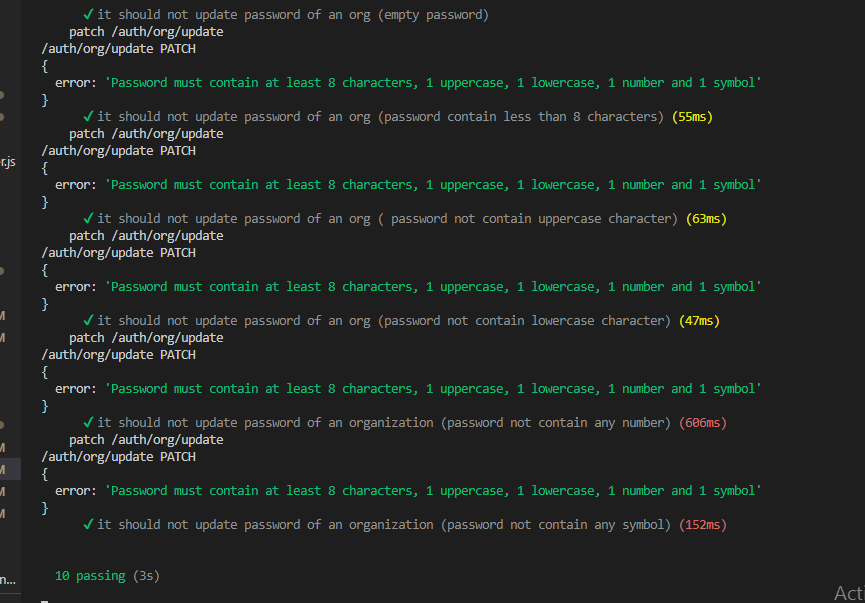 ✓ it should not update password of an org (empty password)
patch /auth/org/update
/auth/org/update PATCH
{
error: 'Password must contain at least 8 characters, 1 uppercase, 1 lowercase, 1 number and 1 symbol'
}
✓ it should not update password of an org (password contain less than 8 characters) (55ms)
patch /auth/org/update
/auth/org/update PATCH
r.js
{
error: 'Password must contain at least 8 characters, 1 uppercase, 1 lowercase, 1 number and 1 symbol'
}
✓ it should not update password of an org ( password not contain uppercase character) (63ms)
patch /auth/org/update
/auth/org/update PATCH
{
error: 'Password must contain at least 8 characters, 1 uppercase, 1 lowercase, 1 number and 1 symbol'
}
M
✓ it should not update password of an org (password not contain lowercase character) (47ms)
M
patch /auth/org/update
/auth/org/update PATCH
{
error: 'Password must contain at least 8 characters, 1 uppercase, 1 lowercase, 1 number and 1 symbol'
}
✓ it should not update password of an organization (password not contain any number) (606ms)
patch /auth/org/update
M
/auth/org/update PATCH
M
{
error: 'Password must contain at least 8 characters, 1 uppercase, 1 lowercase, 1 number and 1 symbol'
M
}
M
✓ it should not update password of an organization (password not contain any symbol) (152ms)
10 passing (3s)
n...
Acti